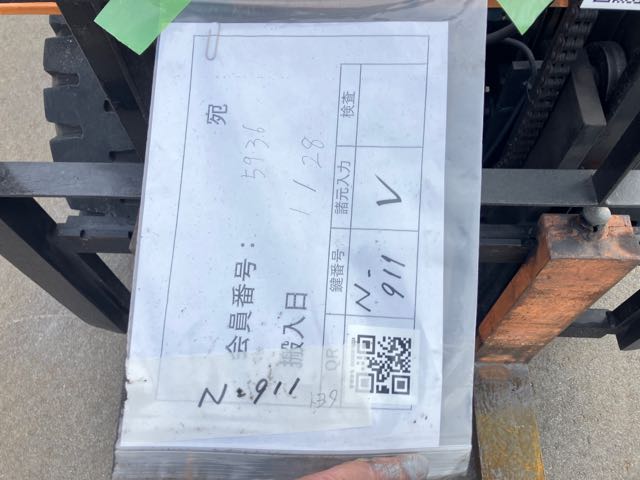 宛
会員番号： 5936
搬入日 11/28
QR 鍵番号 諸元入力 検査
N-911 V
N-911